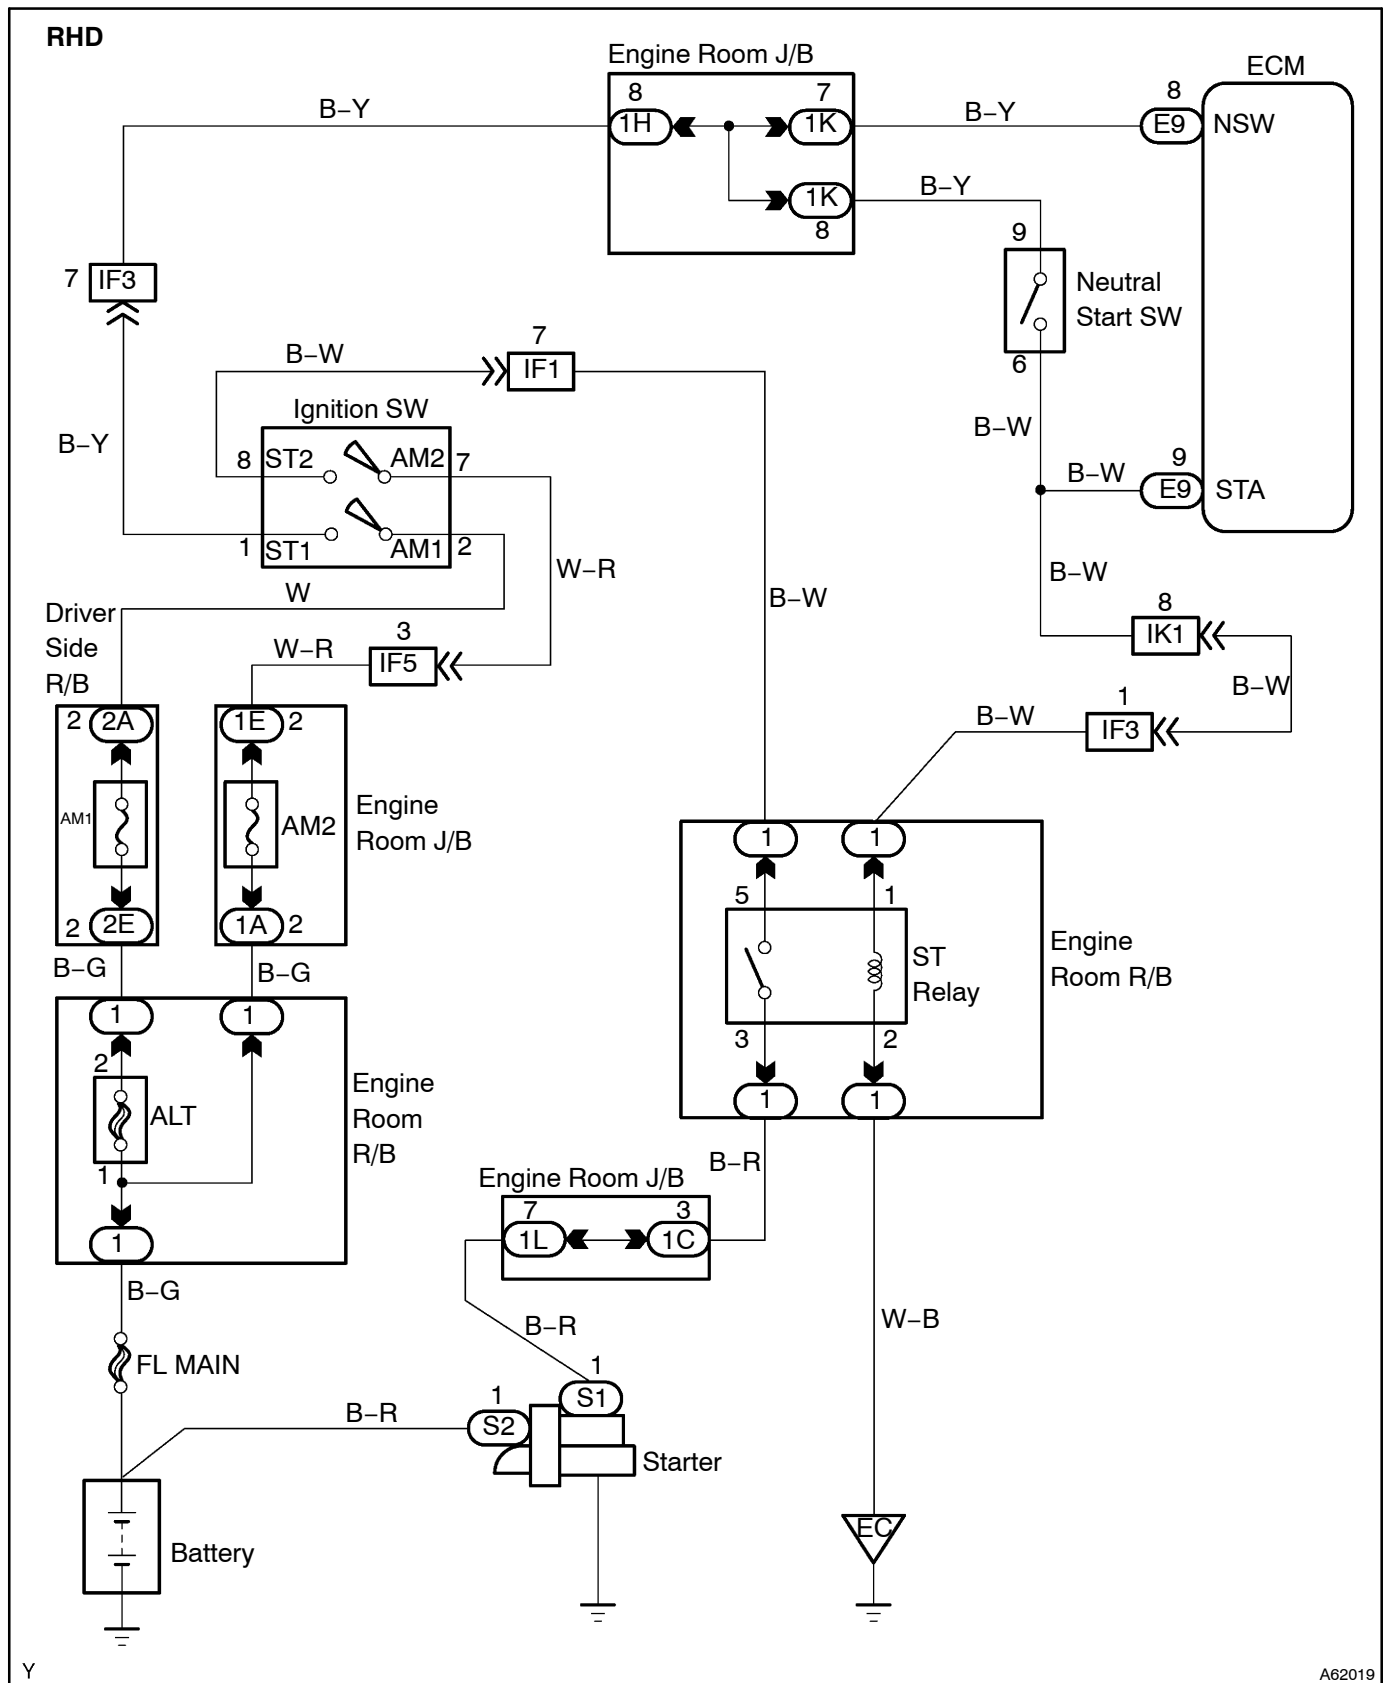 RHD
Engine Room J/B
ECM
8
7
8
B–Y
1H
1K
B–Y
E9
NSW
1K
B–Y
8
9
7
IF3
Neutral
Start SW
7
B–W
IF1
6
Ignition SW
B–W
B–Y
8
ST2
AM2
7
9
B–W
E9
STA
1
ST1
AM1
2
W–R
B–W
W
B–W
Driver
Side
R/B
3
8
W–R
IF5
IK1
B–W
1
B–W
IF3
2
2A
1E
2
AM1
AM2
Engine
Room J/B
1
1
5
1
2
2E
1A
2
ST
Relay
Engine
Room R/B
B–G
B–G
1
1
3
2
2
Engine
Room
R/B
ALT
1
1
1
B–R
Engine Room J/B
7
3
1
1L
1C
B–G
W–B
B–R
FL MAIN
1
1
S1
B–R
S2
Starter
EC
Battery
Y
A62019